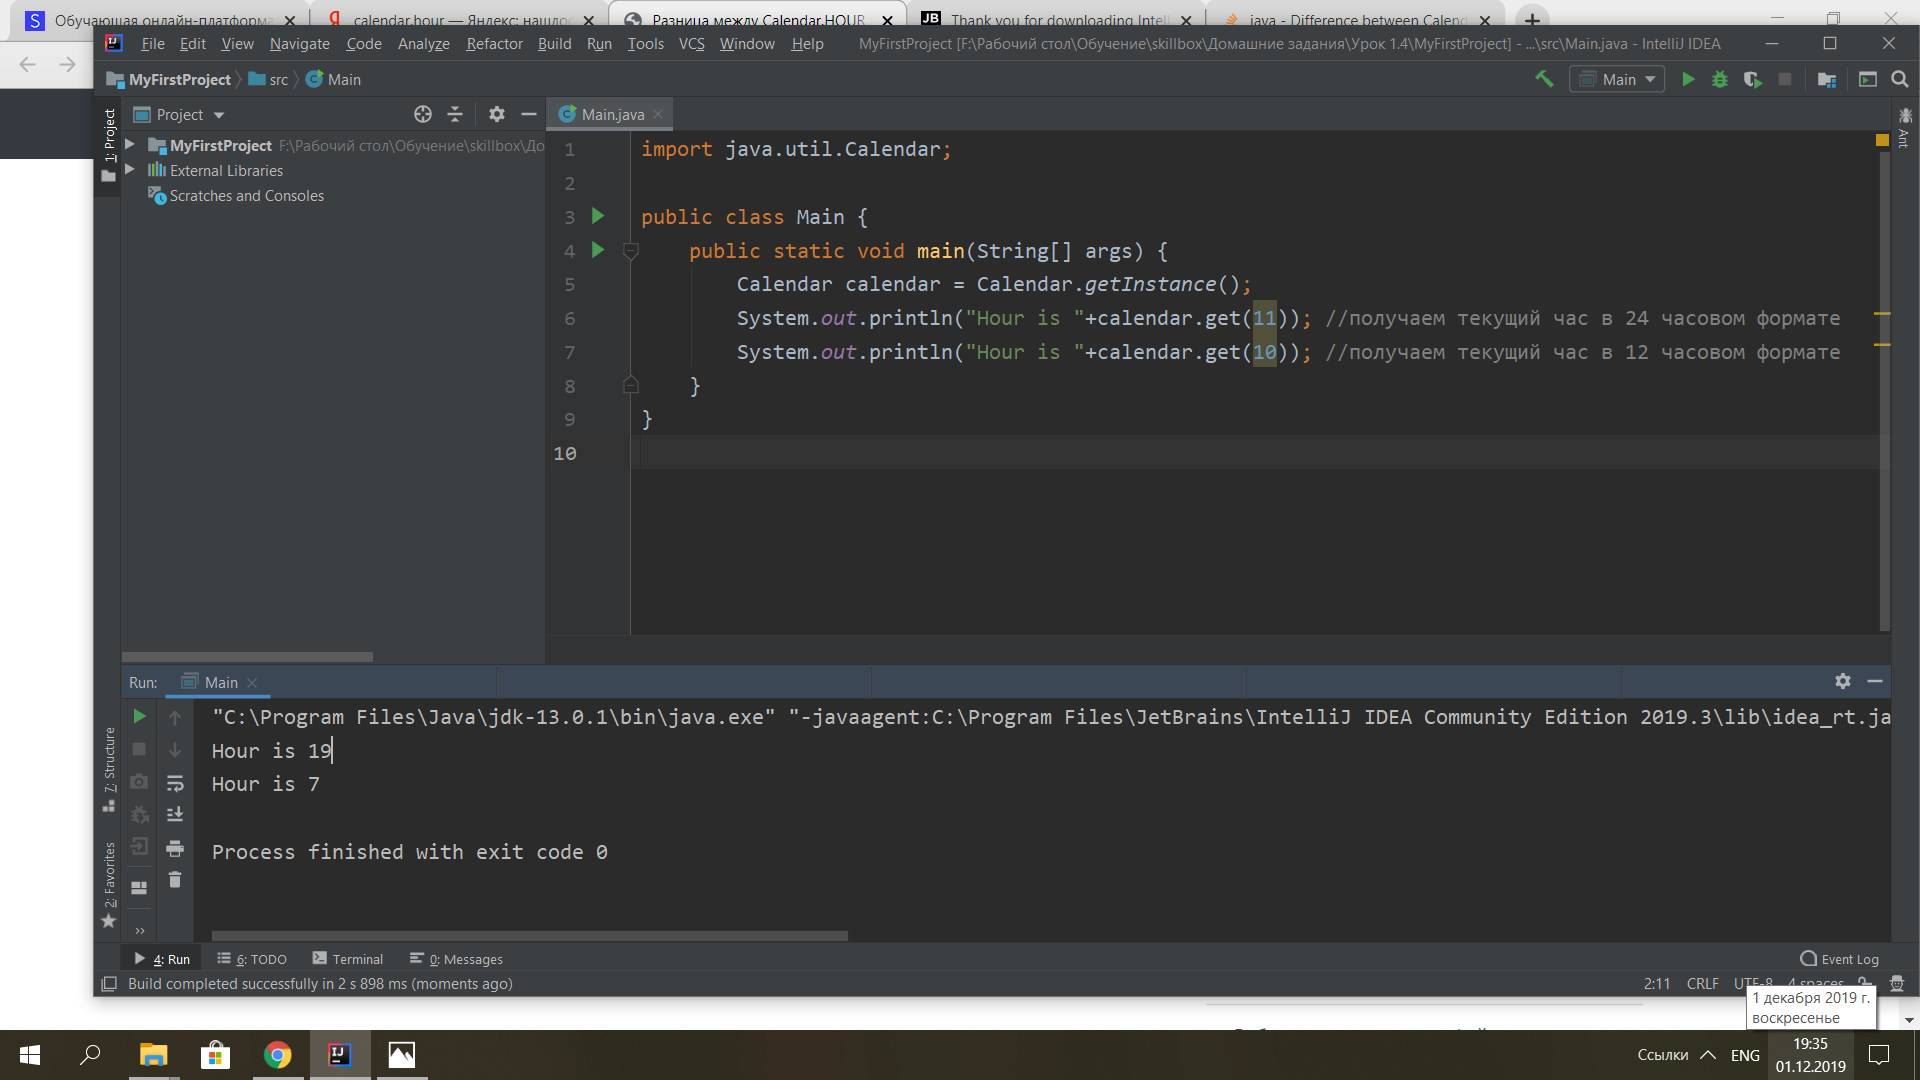 Обучающая онлайн-платформа
calendar.hour — Яндекс: нашлос
Разница между Calendar.HOUR
JB Thank you for downloading Intell
java - Difference between Calend
File Edit View Navigate Code Analyze Refactor Build Run Tools VCS Window Help MyFirstProject [F:\Рабочий стол\Обучение\skillbox\Домашние задания\Урок 1.4\MyFirstProject] - ...\src\Main.java - IntelliJ IDEA
MyFirstProject src Main
Main
Project
Main.java
1: Project
Ant
MyFirstProject F:\Рабочий стол\Обучение\skillbox\До
External Libraries
Scratches and Consoles
1 import java.util.Calendar;
2
3 public class Main {
4 public static void main(String[] args) {
5 Calendar calendar = Calendar.getInstance();
6 System.out.println("Hour is "+calendar.get(11)); //получаем текущий час в 24 часовом формате
7 System.out.println("Hour is "+calendar.get(10)); //получаем текущий час в 12 часовом формате
8 }
9 }
10
Run: Main
"C:\Program Files\Java\jdk-13.0.1\bin\java.exe" "-javaagent:C:\Program Files\JetBrains\IntelliJ IDEA Community Edition 2019.3\lib\idea_rt.ja
Hour is 19
Hour is 7
Process finished with exit code 0
7: Structure
2: Favorites
4: Run 6: TODO Terminal 0: Messages Event Log
Build completed successfully in 2 s 898 ms (moments ago) 2:11 CRLF UTF-8 4 spaces
1 декабря 2019 г.
воскресенье
Ссылки ENG 19:35
01.12.2019